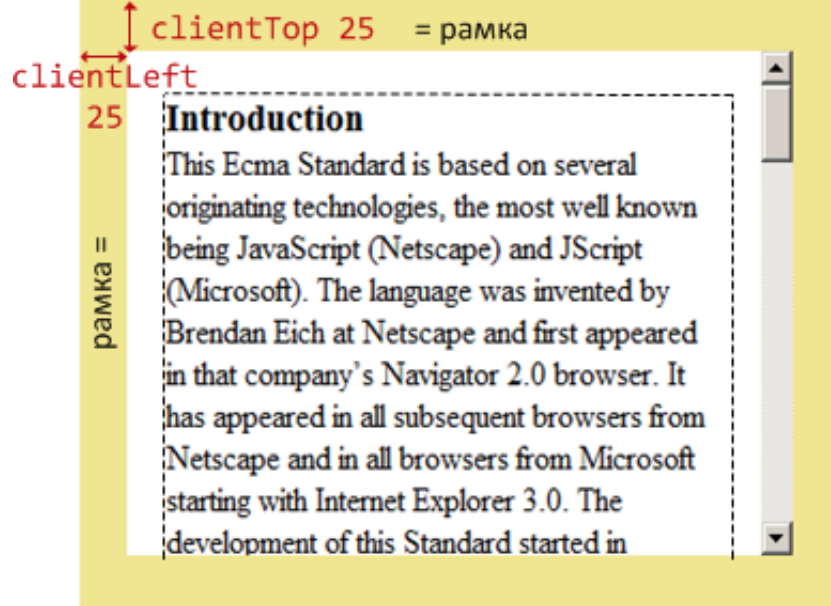 clientTop 25 = рамка
clientLeft
25
рамка =
Introduction
This Ecma Standard is based on several
originating technologies, the most well known
being JavaScript (Netscape) and JScript
(Microsoft). The language was invented by
Brendan Eich at Netscape and first appeared
in that company’s Navigator 2.0 browser. It
has appeared in all subsequent browsers from
Netscape and in all browsers from Microsoft
starting with Internet Explorer 3.0. The
development of this Standard started in